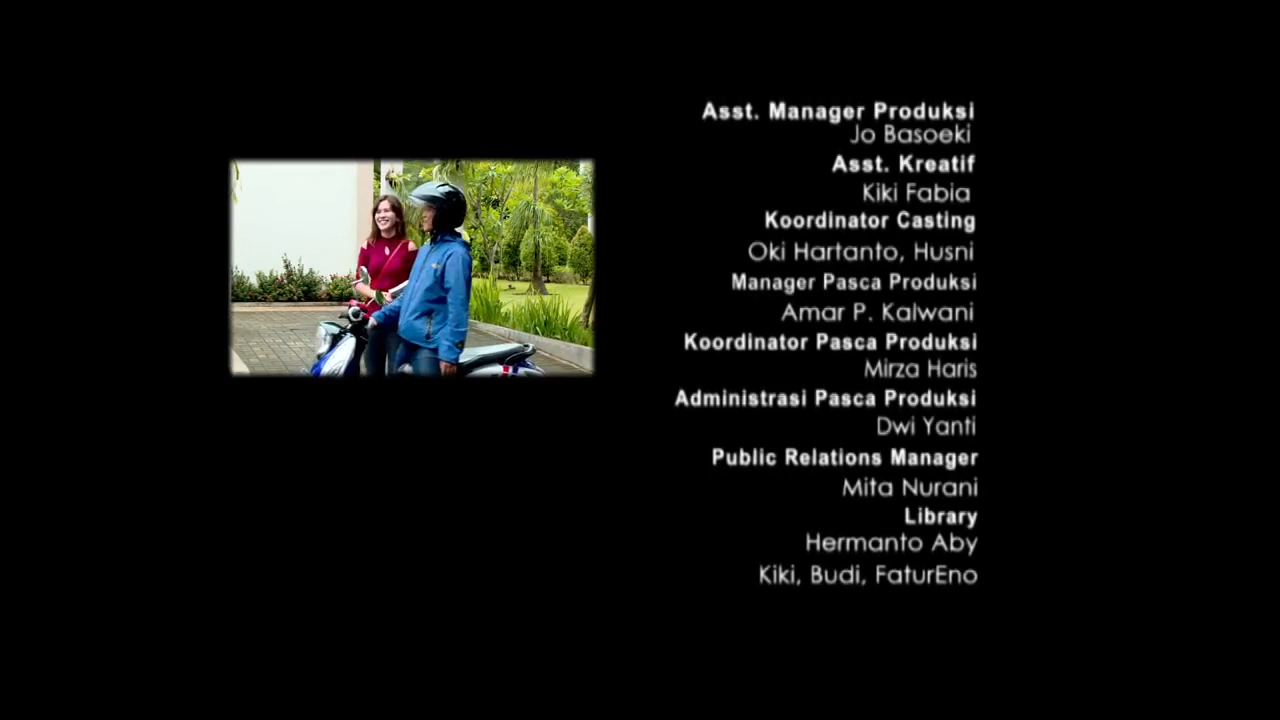 Asst. Manager Produksi
Jo Basoeki
Asst. Kreatif
Kiki Fabia
Koordinator Casting
Oki Hartanto, Husni
Manager Pasca Produksi
Amar P. Kalwani
Koordinator Pasca Produksi
Mirza Haris
Administrasi Pasca Produksi
Dwi Yanti
Public Relations Manager
Mita Nurani
Library
Hermanto Aby
Kiki, Budi, FaturEno